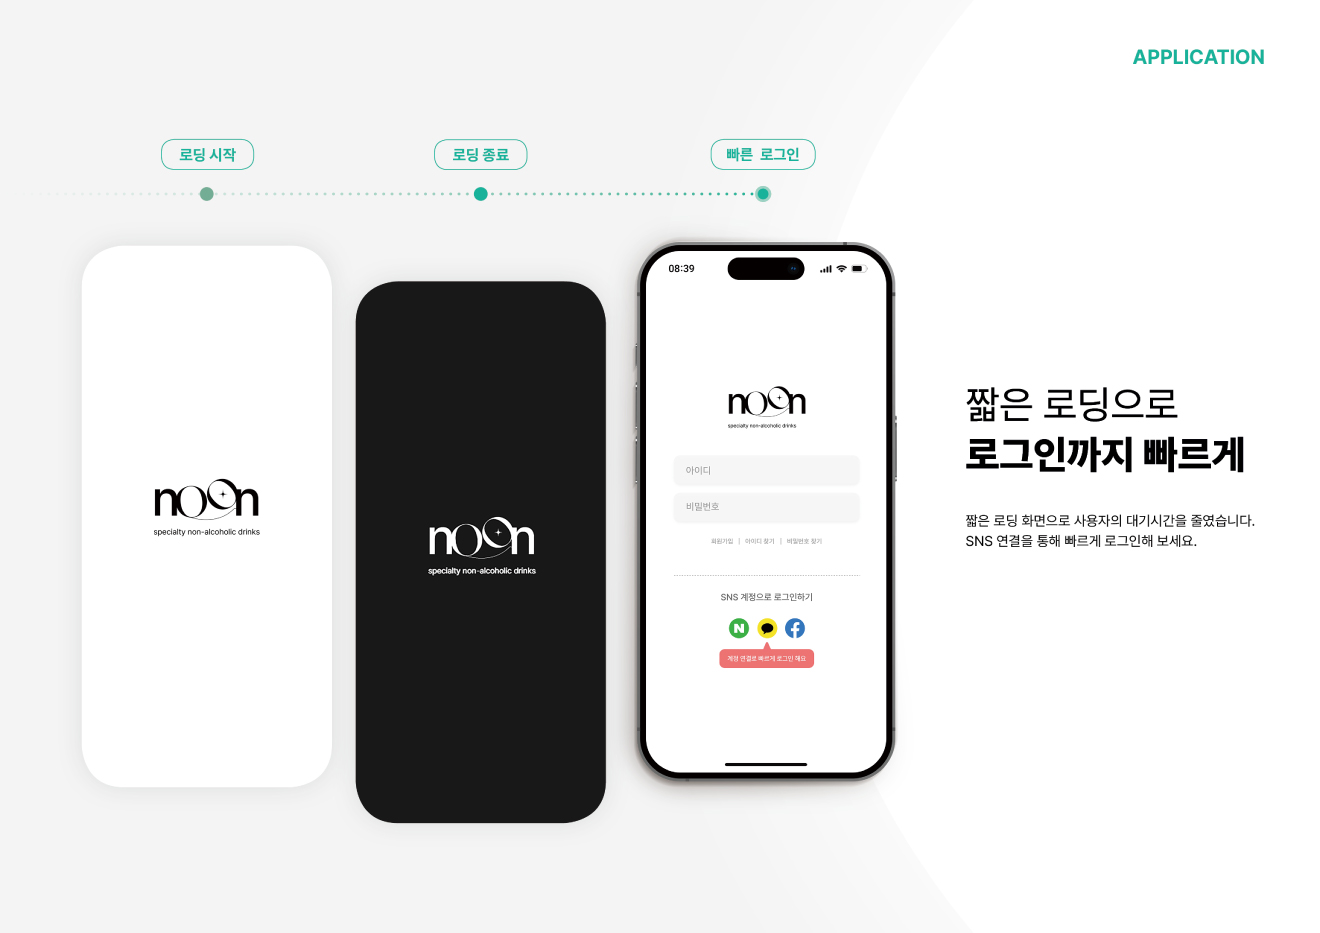 APPLICATION
로딩 시작
로딩 종료
빠른 로그인
noon
specialty non-alcoholic drinks
noon
specialty non-alcoholic drinks
08:39
noon
specialty non-alcoholic drinks
아이디
비밀번호
회원가입 | 아이디 찾기 | 비밀번호 찾기
SNS 계정으로 로그인하기
N
f
계정 연결로 빠르게 로그인 해요
짧은 로딩으로
로그인까지 빠르게
짧은 로딩 화면으로 사용자의 대기시간을 줄였습니다.
SNS 연결을 통해 빠르게 로그인해 보세요.